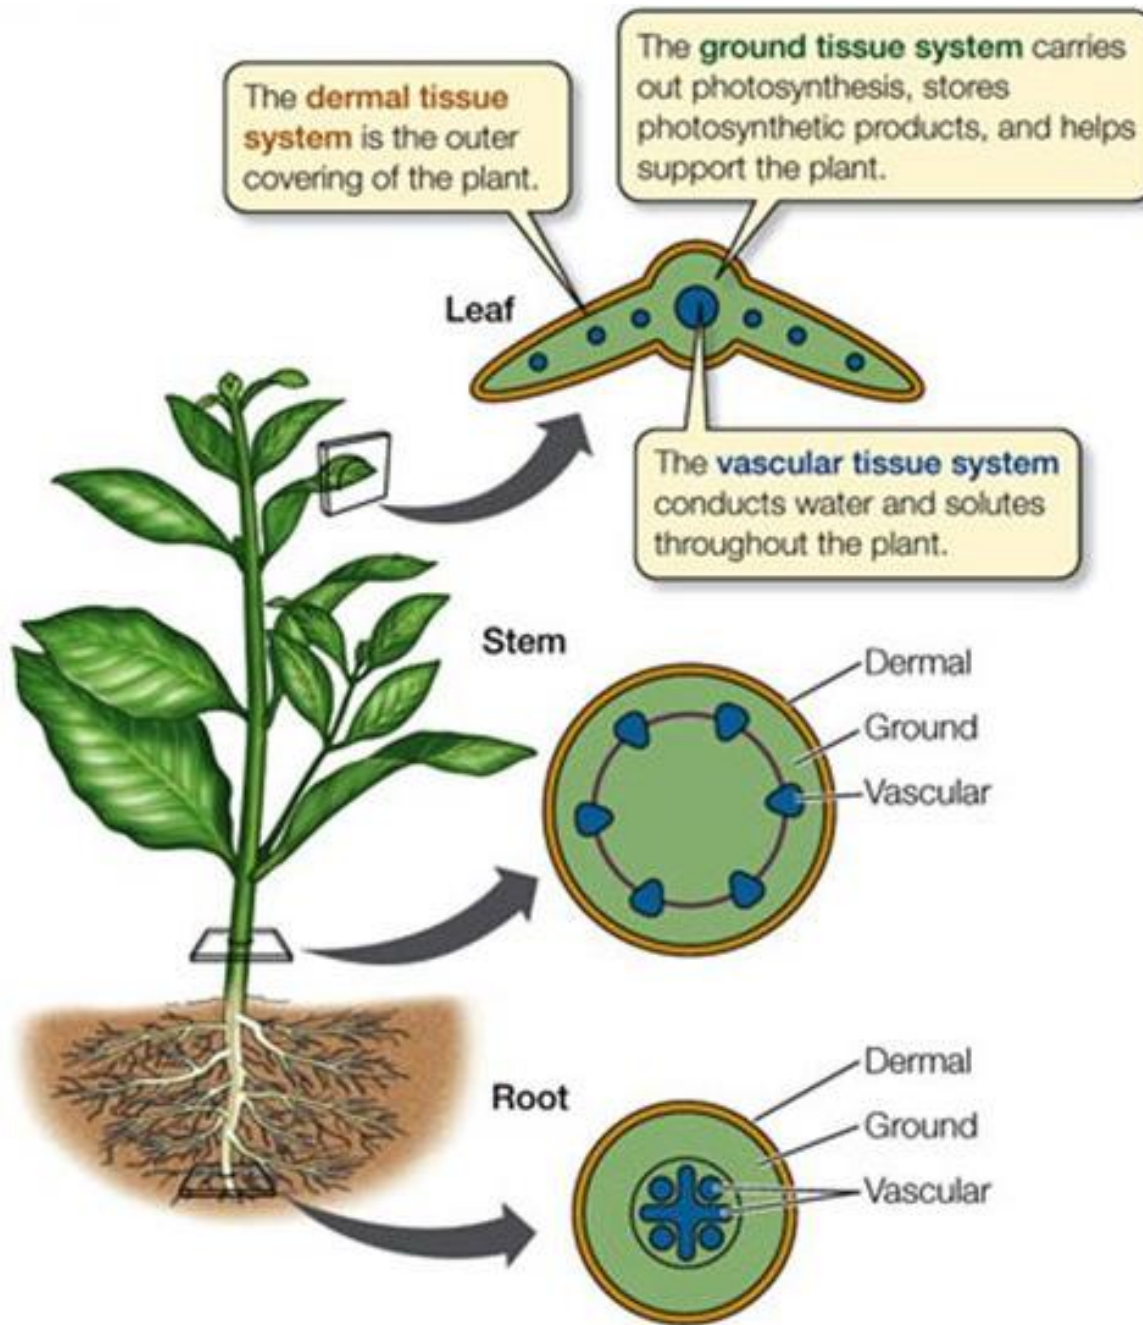 The dermal tissue
system is the outer
covering of the plant.
The ground tissue system carries
out photosynthesis, stores
photosynthetic products, and helps
support the plant.
Leaf
The vascular tissue system
conducts water and solutes
throughout the plant.
Stem
Dermal
Ground
Vascular
Root
Dermal
Ground
Vascular